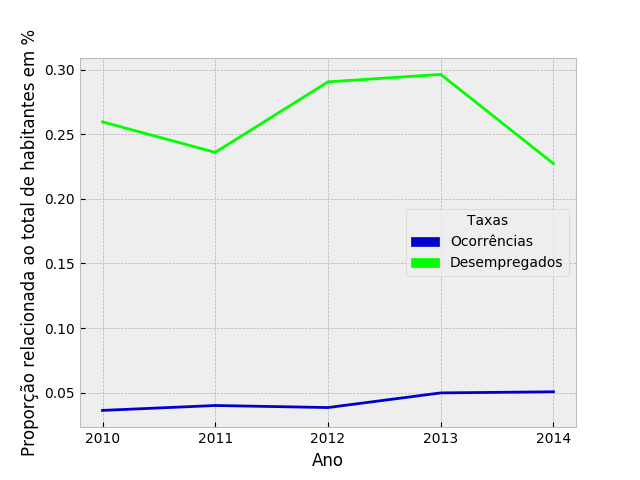 Proporção relacionada ao total de habitantes em %
0.30
0.25
0.20
0.15
0.10
0.05
Taxas
Ocorrências
Desempregados
2010 2011 2012 2013 2014
Ano